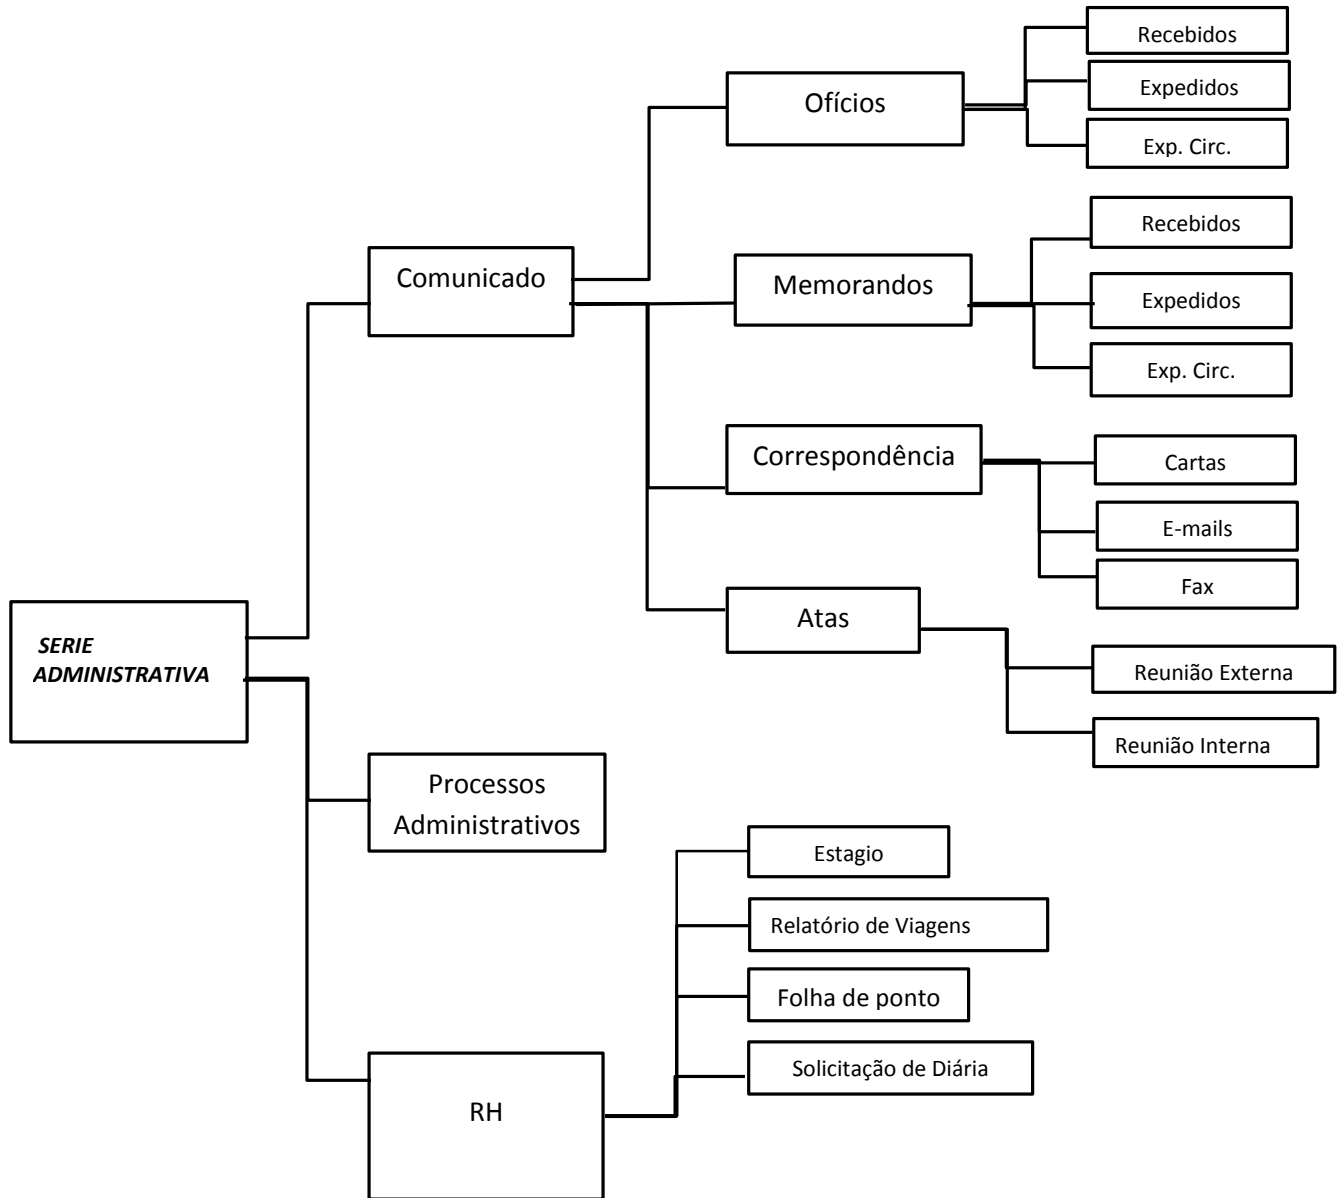 Recebidos
Ofícios
Expedidos
Exp. Circ.
Recebidos
Comunicado
Memorandos
Expedidos
Exp. Circ.
Correspondência
Cartas
E-mails
Fax
Atas
SERIE
ADMINISTRATIVA
Reunião Externa
Reunião Interna
Processos
Administrativos
Estagio
Relatório de Viagens
Folha de ponto
Solicitação de Diária
RH